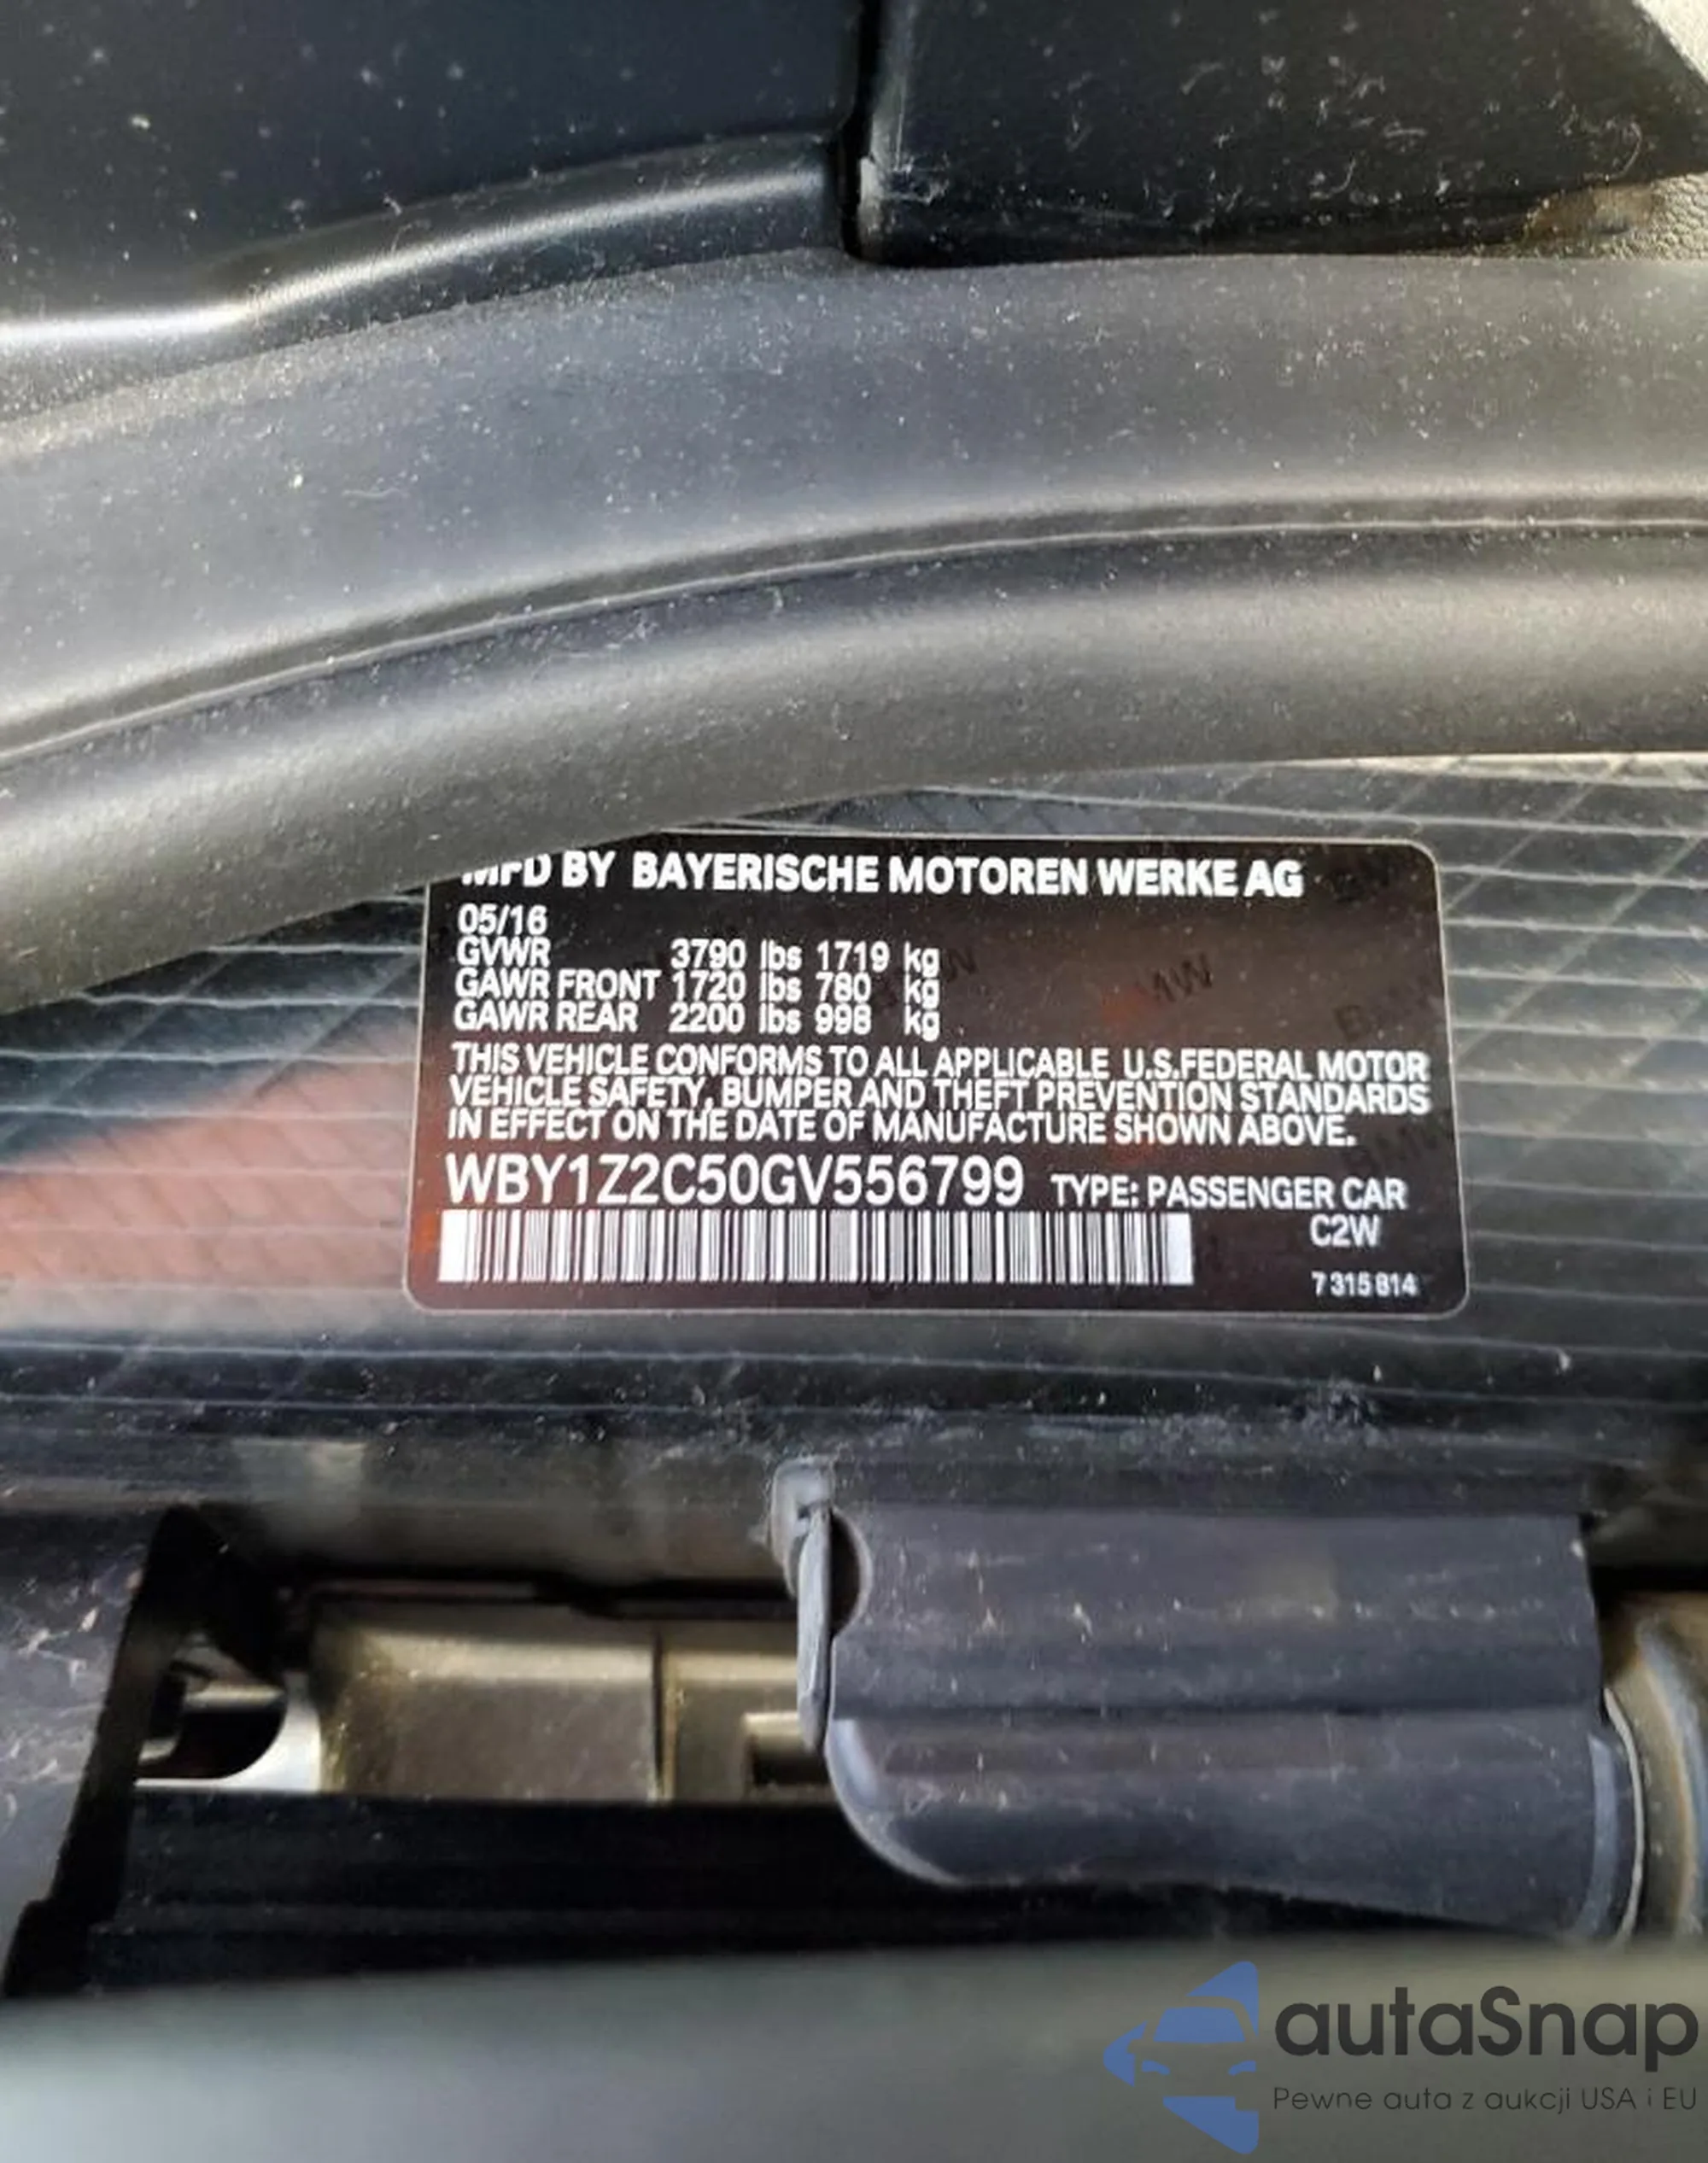 MFD BY BAYERISCHE MOTOREN WERKE AG
05/16
GVWR 3790 lbs 1719 kg
GAWR FRONT 1720 lbs 780 kg
GAWR REAR 2200 lbs 998 kg
THIS VEHICLE CONFORMS TO ALL APPLICABLE U.S.FEDERAL MOTOR
VEHICLE SAFETY, BUMPER AND THEFT PREVENTION STANDARDS
IN EFFECT ON THE DATE OF MANUFACTURE SHOWN ABOVE.
WBY1Z2C50GV556799 TYPE: PASSENGER CAR
C2W
7 315 814
autaSnap
Pewne auta z aukcji USA i EU